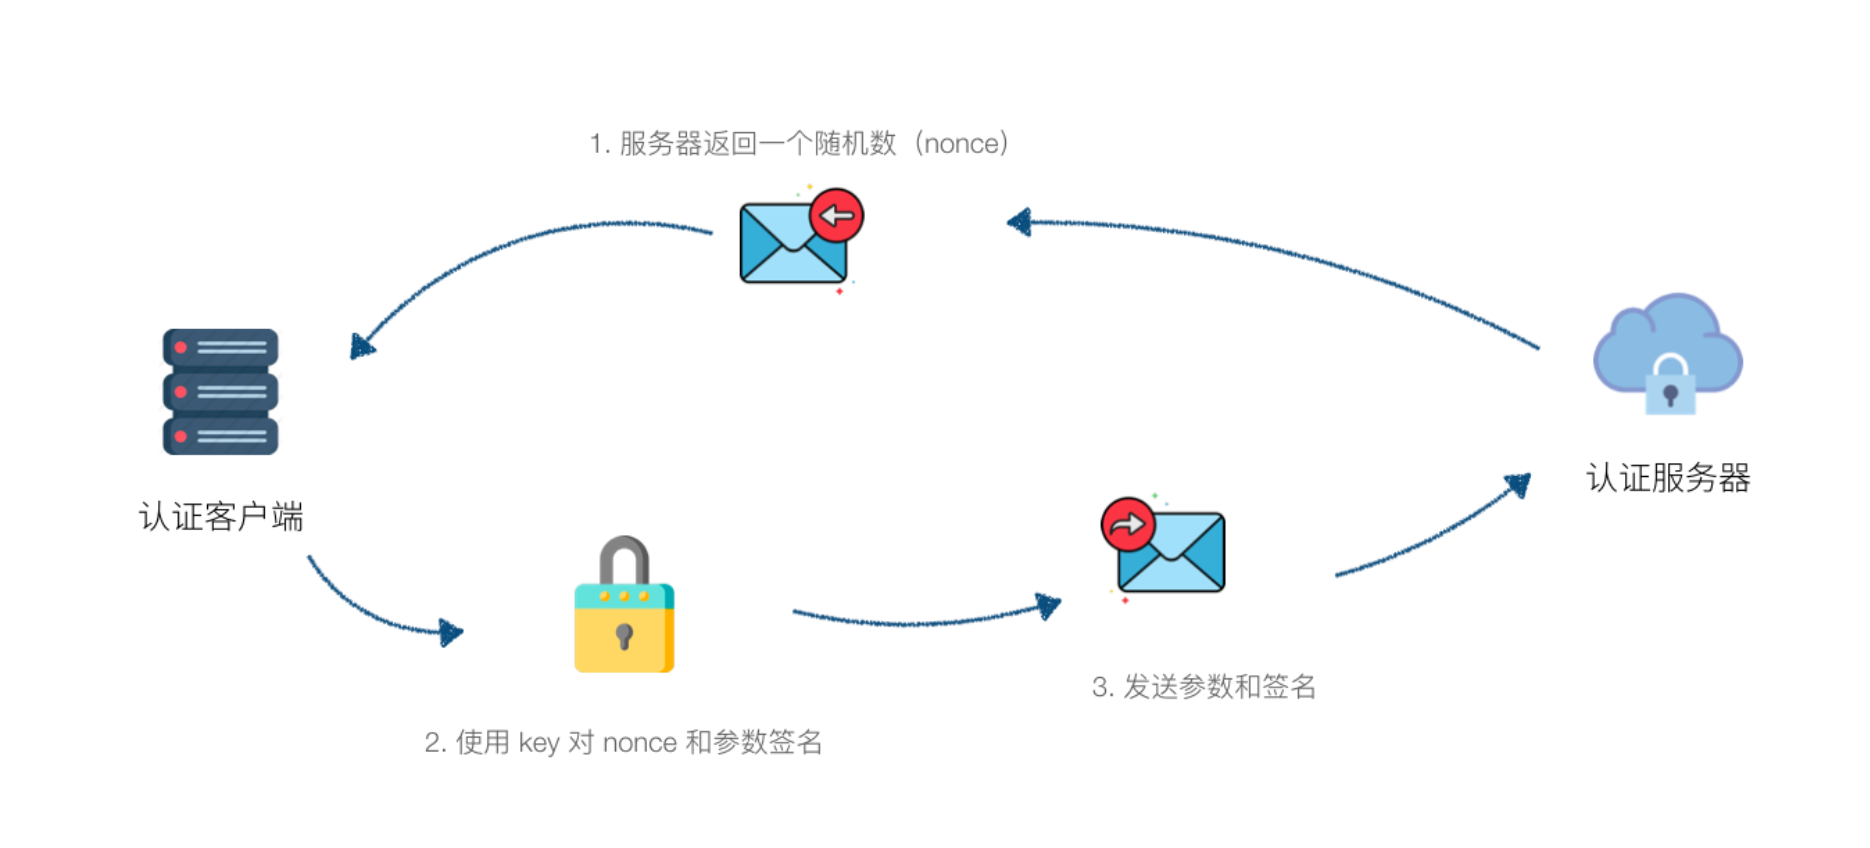 1. 服务器返回一个随机数（nonce）
认证客户端
认证服务器
2. 使用 key 对 nonce 和参数签名
3. 发送参数和签名